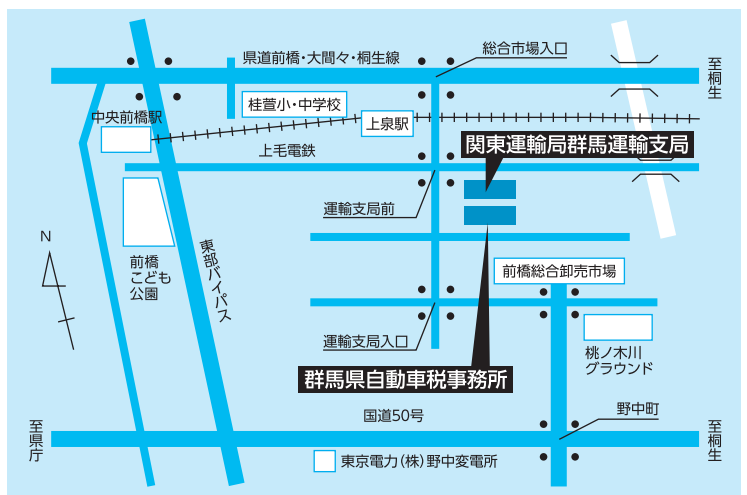 総合市場入口
県道前橋・大間々・桐生線
至桐生
桂萱小・中学校
中央前橋駅
上泉駅
関東運輸局群馬運輸支局
上毛電鉄
運輸支局前
N
東部バイパス
前橋
こども
公園
前橋総合卸売市場
運輸支局入口
桃ノ木川
グラウンド
群馬県自動車税事務所
野中町
国道50号
至県庁
至桐生
東京電力(株)野中変電所